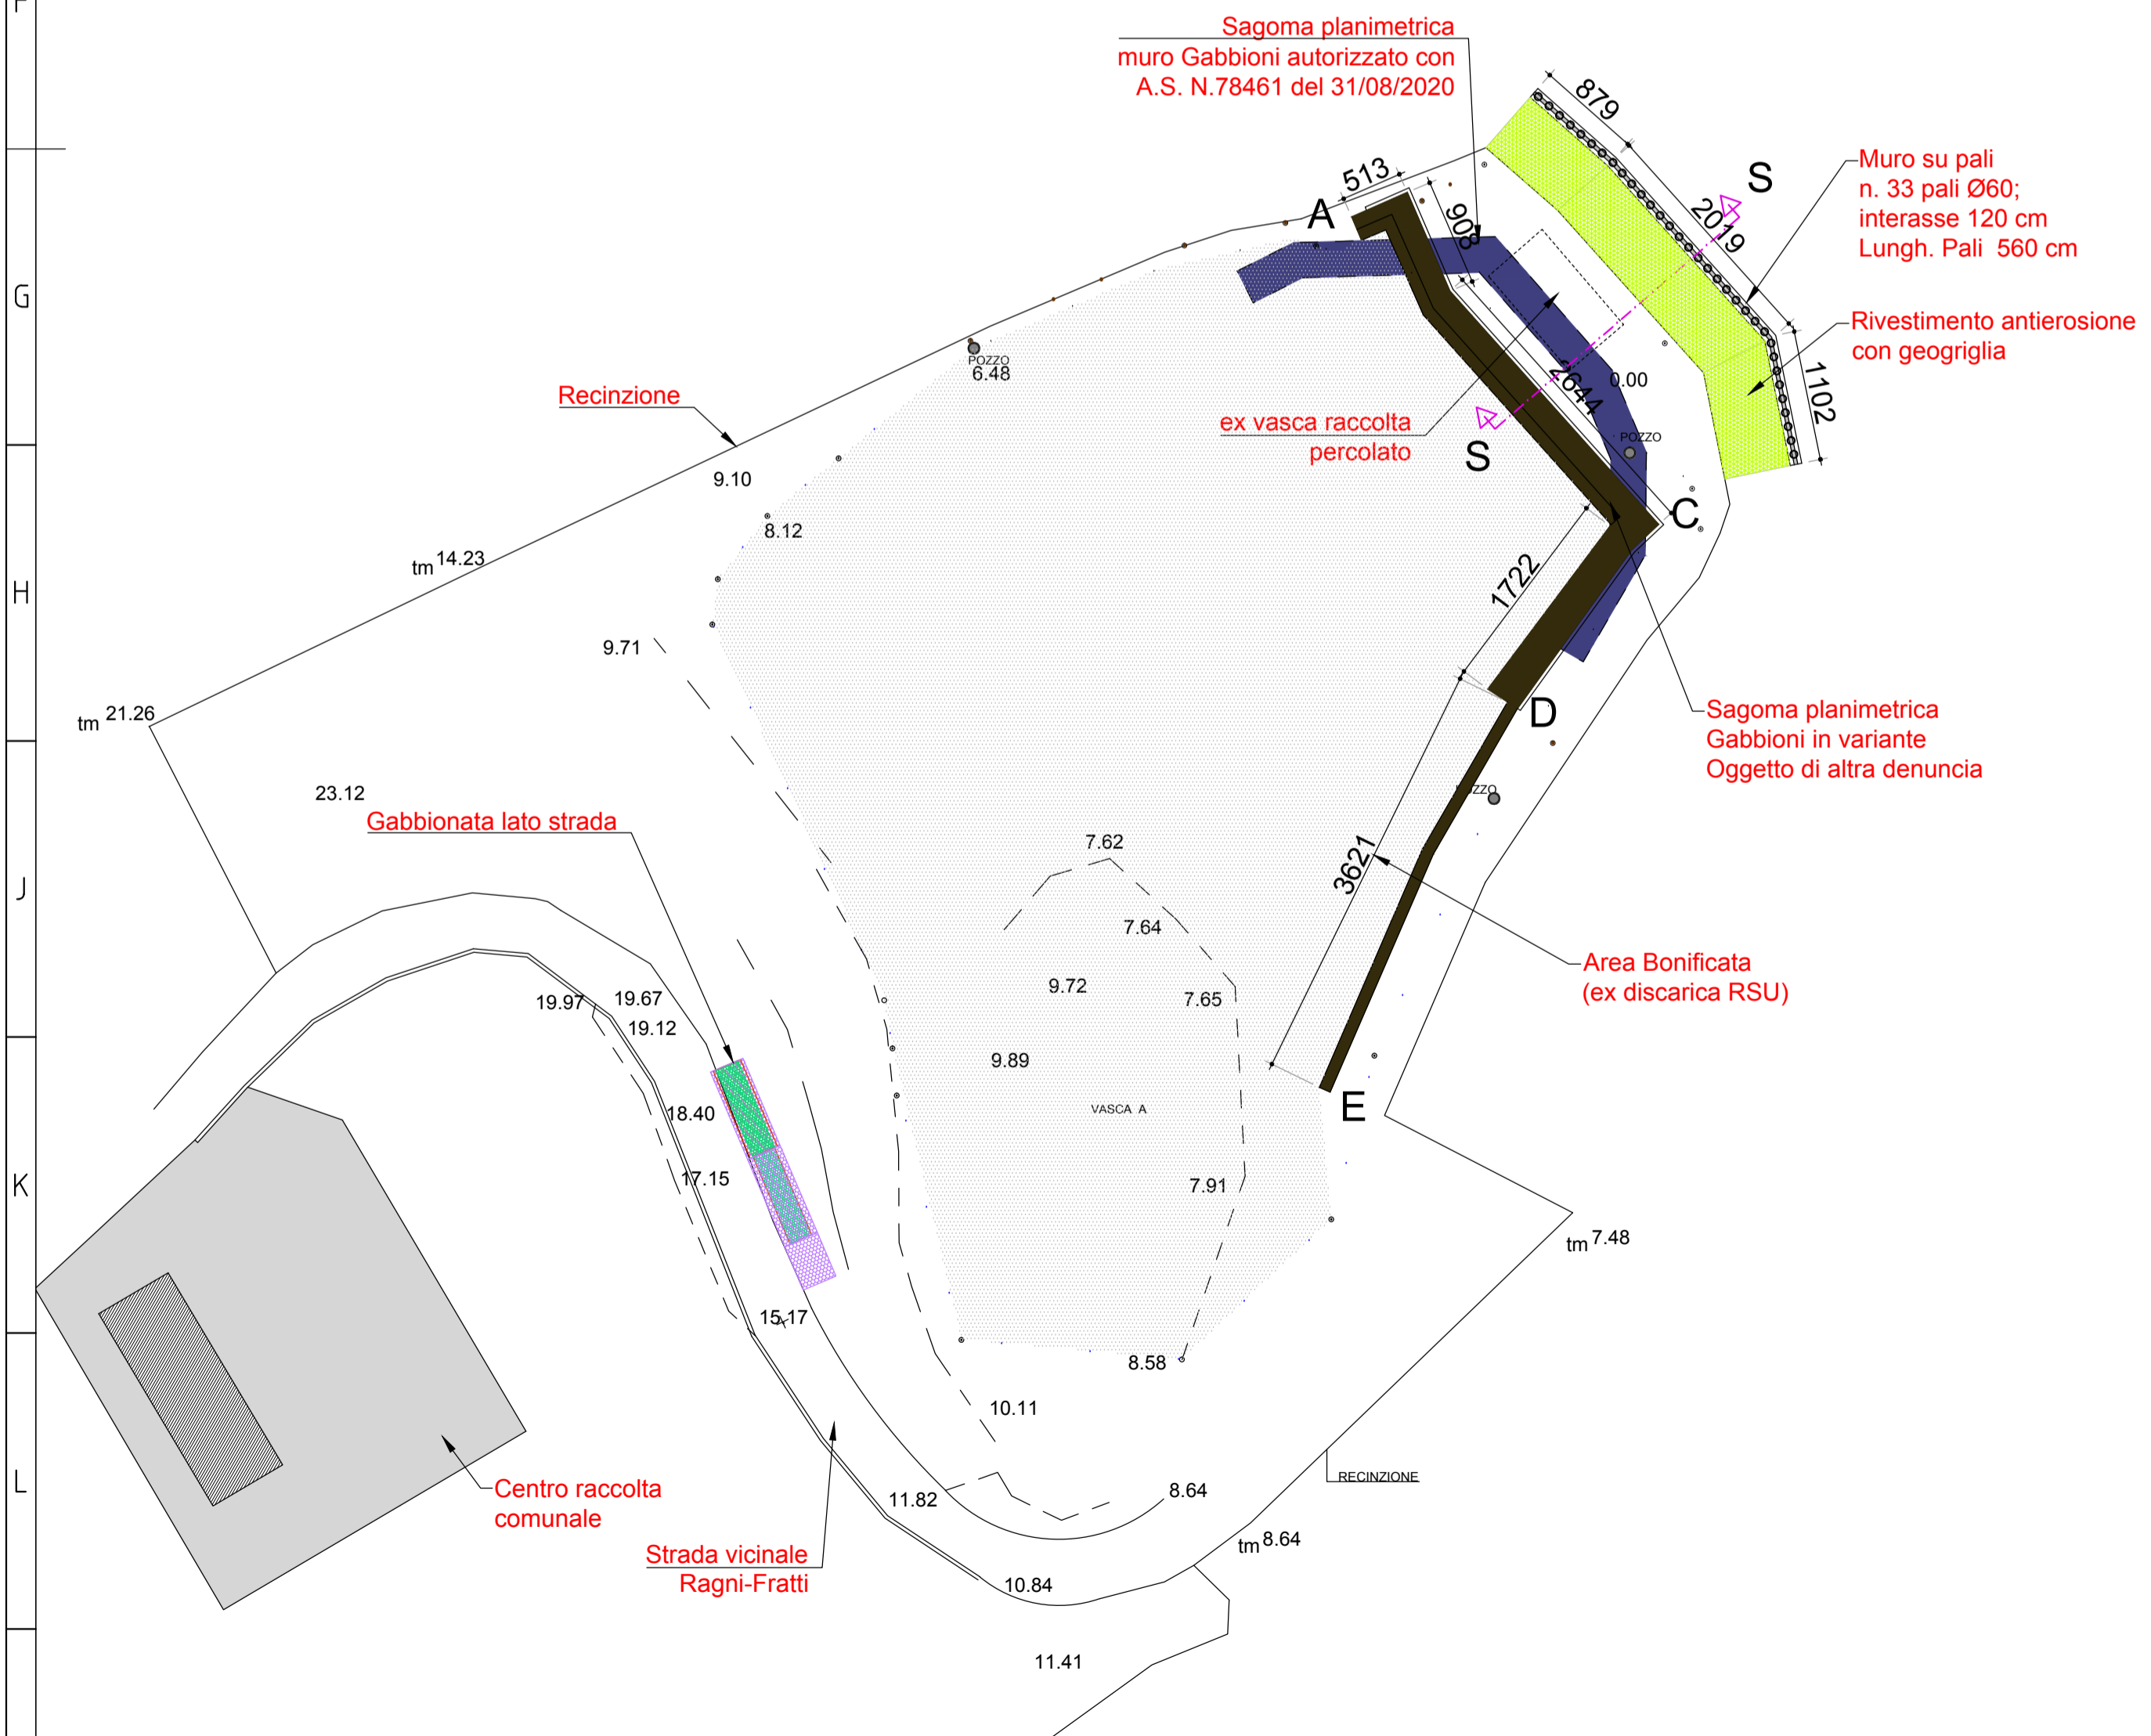 F
Sagoma planimetrica
muro Gabbioni autorizzato con
A.S. N.78461 del 31/08/2020
879
513
A
908
S
2019
Muro su pali
n. 33 pali Ø60;
interasse 120 cm
Lungh. Pali 560 cm
G
Rivestimento antierosione
con geogriglia
POZZO
6.48
0.00
2644
1102
Recinzione
ex vasca raccolta
percolato
S
POZZO
9.10
8.12
C
tm 14.23
H
1722
9.71
tm 21.26
D
Sagoma planimetrica
Gabbioni in variante
Oggetto di altra denuncia
23.12
POZZO
Gabbionata lato strada
7.62
3621
J
7.64
Area Bonificata
(ex discarica RSU)
9.72
7.65
19.97
19.67
19.12
9.89
18.40
VASCA A
E
K
17.15
7.91
tm 7.48
15.17
8.58
10.11
L
RECINZIONE
Centro raccolta
comunale
11.82
8.64
tm 8.64
Strada vicinale
Ragni-Fratti
10.84
11.41